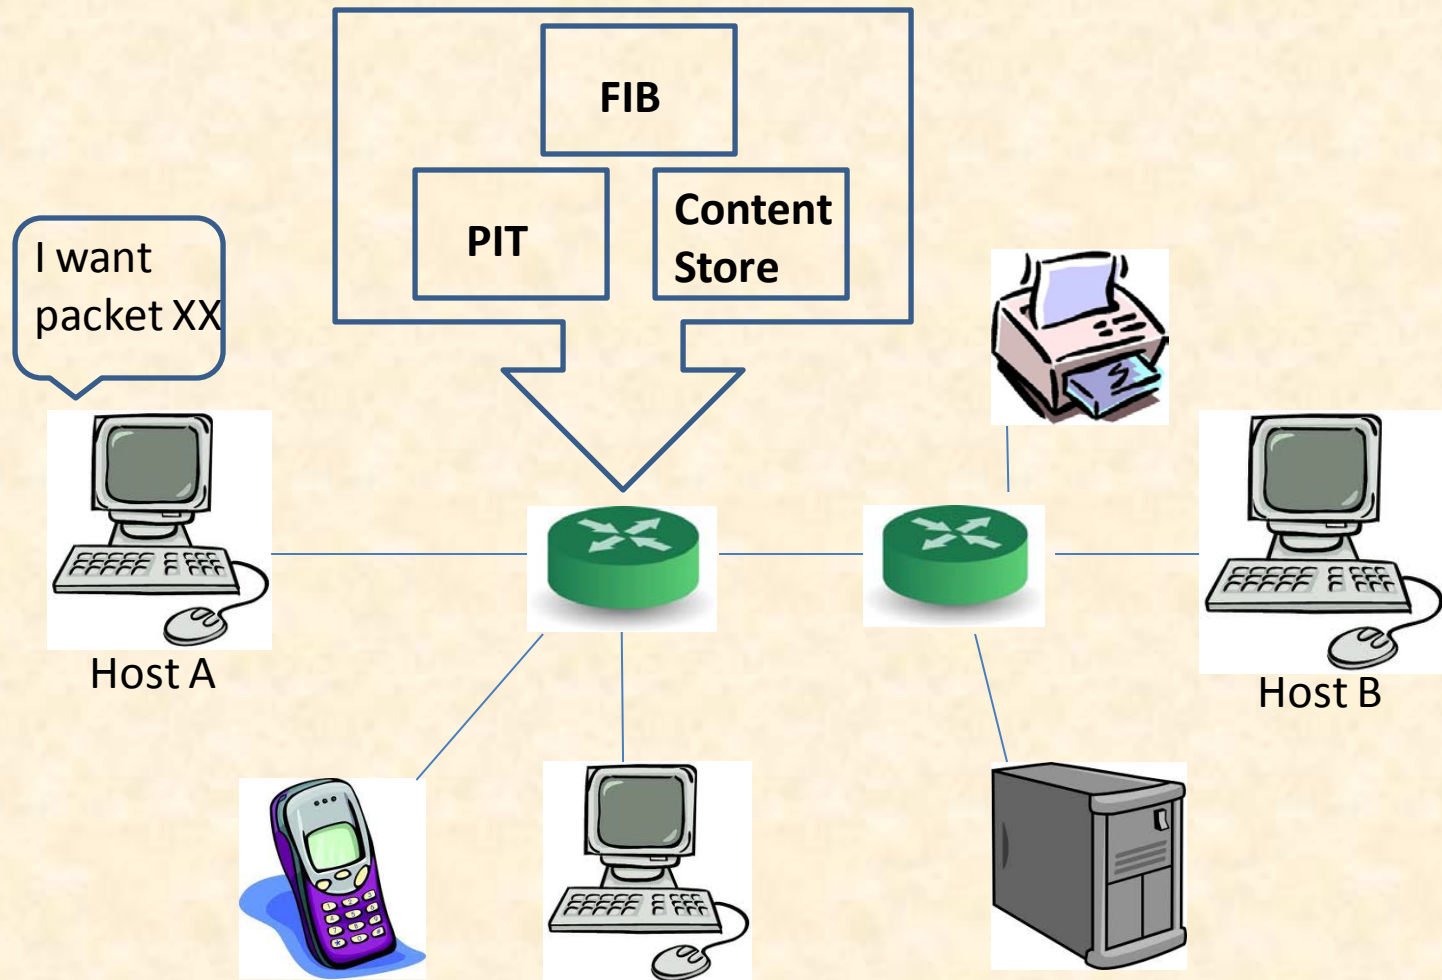 FIB
PIT
Content
Store
I want
packet XX
Host A
Host B